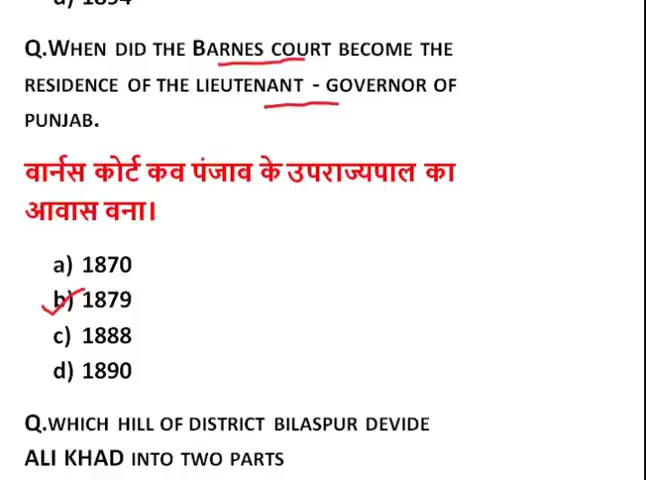 d) 1894
Q.WHEN DID THE BARNES COURT BECOME THE
RESIDENCE OF THE LIEUTENANT - GOVERNOR OF
PUNJAB.
वार्नस कोर्ट कव पंजाव के उपराज्यपाल का
आवास वना।
a) 1870
b) 1879
c) 1888
d) 1890
Q.WHICH HILL OF DISTRICT BILASPUR DEVIDE
ALI KHAD INTO TWO PARTS